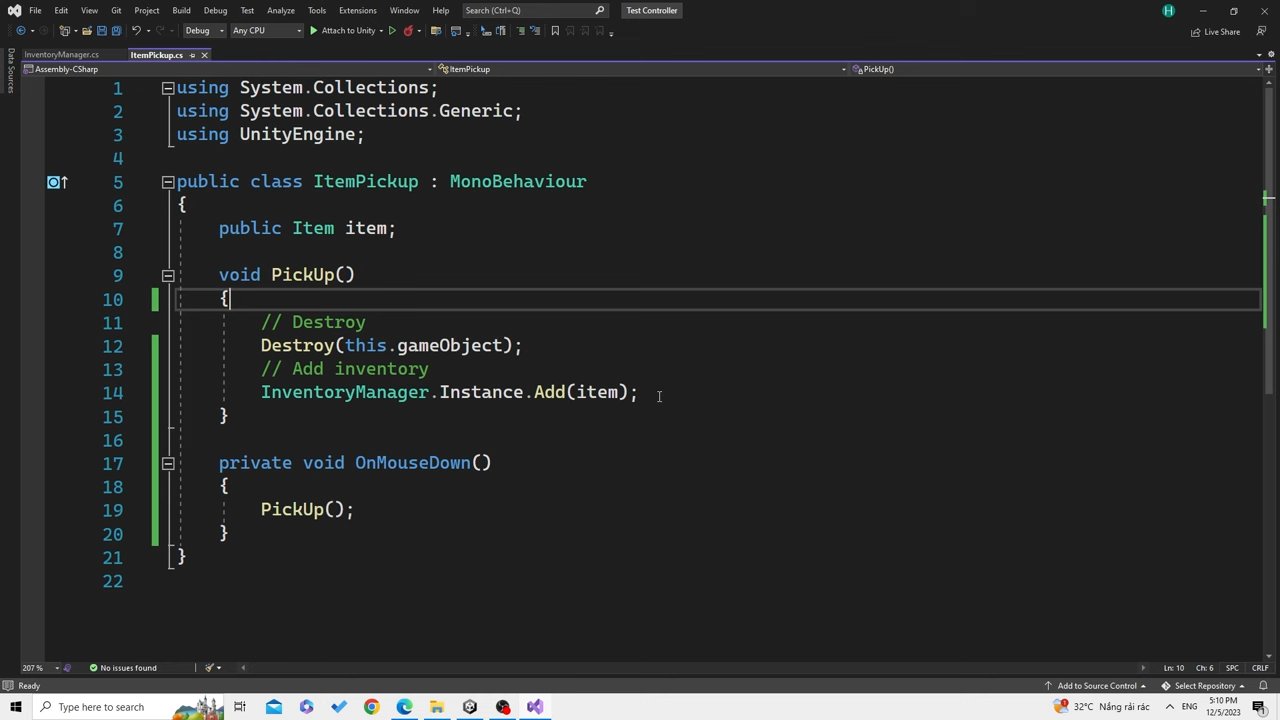 File Edit View Git Project Build Debug Test Analyze Tools Extensions Window Help Search (Ctrl+Q) Test Controller H
Debug Any CPU Attach to Unity Live Share
InventoryManager.cs ItemPickup.cs
Data Sources
Assembly-CSharp ItemPickup PickUp()
1 using System.Collections;
2 using System.Collections.Generic;
3 using UnityEngine;
4
5 public class ItemPickup : MonoBehaviour
6 {
7 public Item item;
8
9 void PickUp()
10 {
11 // Destroy
12 Destroy(this.gameObject);
13 // Add inventory
14 InventoryManager.Instance.Add(item);
15 }
16
17 private void OnMouseDown()
18 {
19 PickUp();
20 }
21 }
22
207 % No issues found Ln: 10 Ch: 6 SPC CRLF
Ready Add to Source Control Select Repository
Type here to search 32°C Nắng rải rác ENG 5:10 PM
12/5/2023